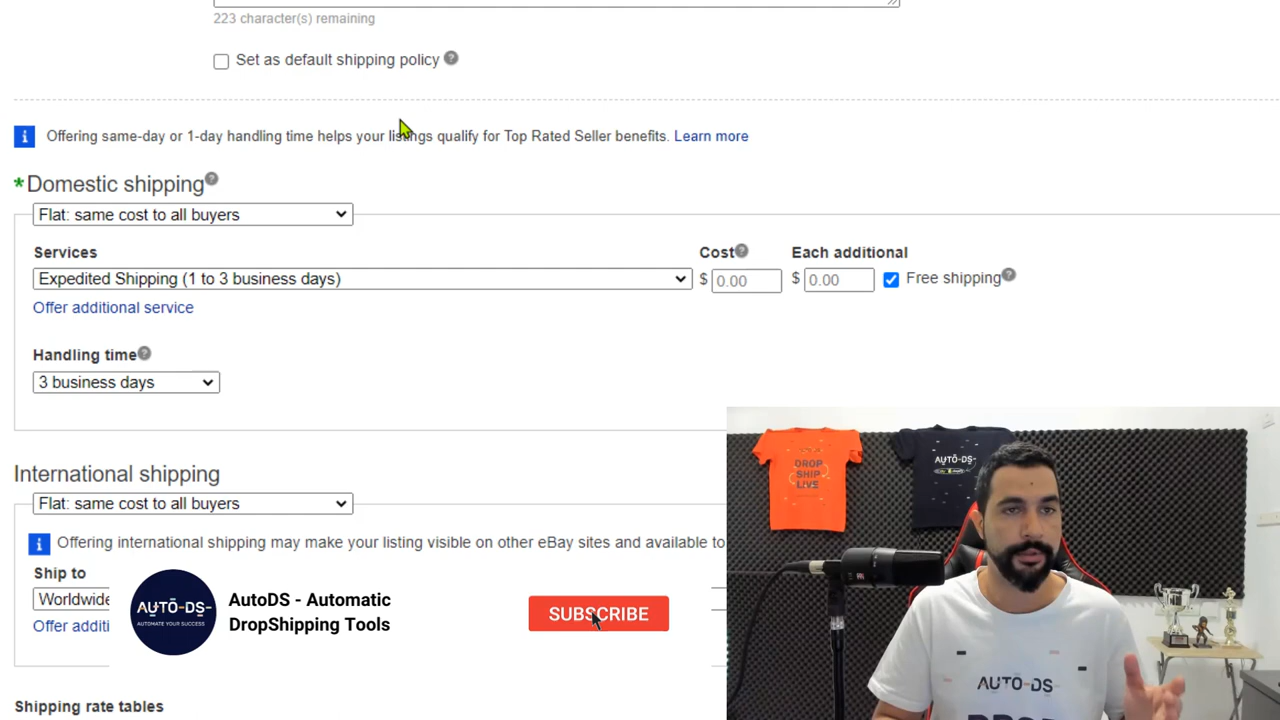 223 character(s) remaining
Set as default shipping policy
Offering same-day or 1-day handling time helps your listings qualify for Top Rated Seller benefits. Learn more
*Domestic shipping
Flat: same cost to all buyers
Services
Cost
Each additional
Expedited Shipping (1 to 3 business days)
$ 0.00
$ 0.00
Free shipping
Offer additional service
Handling time
3 business days
International shipping
Flat: same cost to all buyers
Offering international shipping may make your listing visible on other eBay sites and available to
Ship to
Worldwide
Offer additi
Shipping rate tables
AUTO-DS-
AUTOMATE YOUR SUCCESS
AutoDS - Automatic
DropShipping Tools
SUBSCRIBE
DROP
SHIP
LIVE
AUTO-DS-
AUTO-DS-